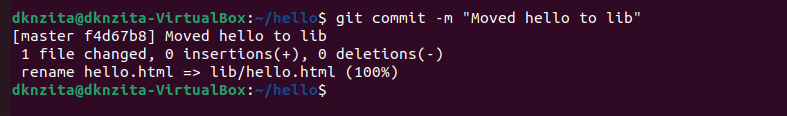 dknzita@dknzita-VirtualBox:~/hello$ git commit -m "Moved hello to lib"
[master f4d67b8] Moved hello to lib
 1 file changed, 0 insertions(+), 0 deletions(-)
 rename hello.html => lib/hello.html (100%)
dknzita@dknzita-VirtualBox:~/hello$